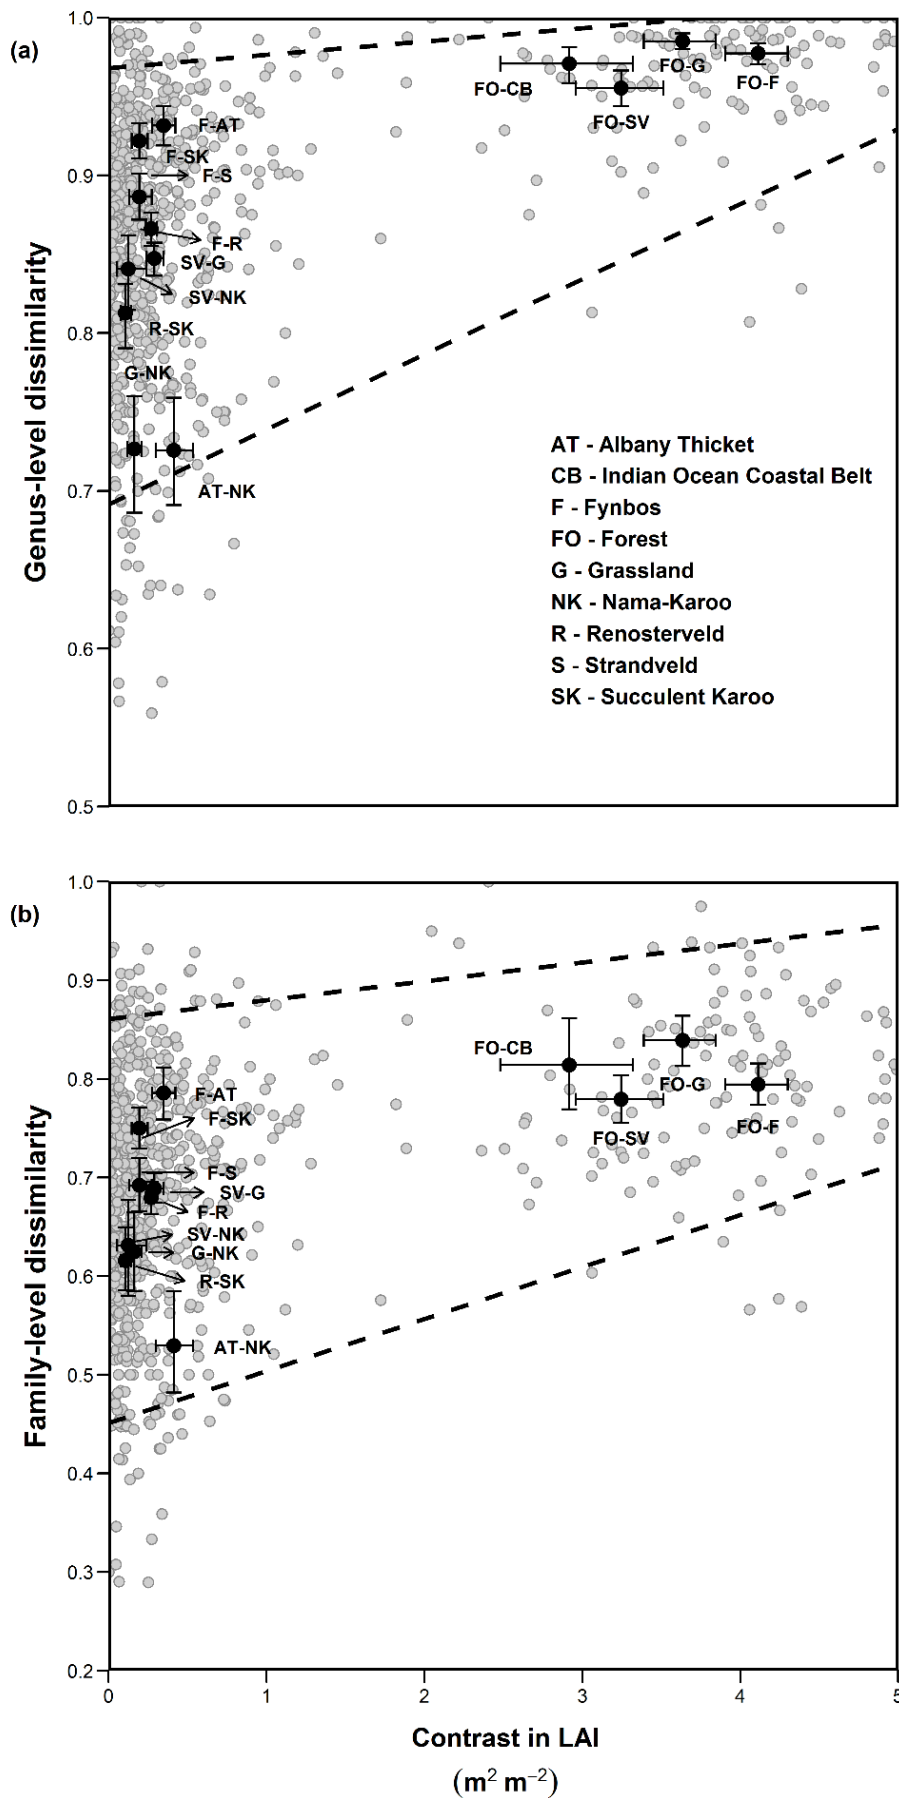 (a)
1.0
0.9
0.8
0.7
0.6
0.5
Genus-level dissimilarity
FO-CB
FO-G
FO-F
FO-SV
F-AT
F-SK
F-S
F-R
SV-G
SV-NK
R-SK
G-NK
AT-NK
AT - Albany Thicket
CB - Indian Ocean Coastal Belt
F - Fynbos
FO - Forest
G - Grassland
NK - Nama-Karoo
R - Renosterveld
S - Strandveld
SK - Succulent Karoo
(b)
1.0
0.9
0.8
0.7
0.6
0.5
0.4
0.3
0.2
Family-level dissimilarity
FO-CB
FO-G
FO-SV
FO-F
F-AT
F-SK
F-S
SV-G
F-R
SV-NK
G-NK
R-SK
AT-NK
0 1 2 3 4 5
Contrast in LAI
(m² m⁻²)